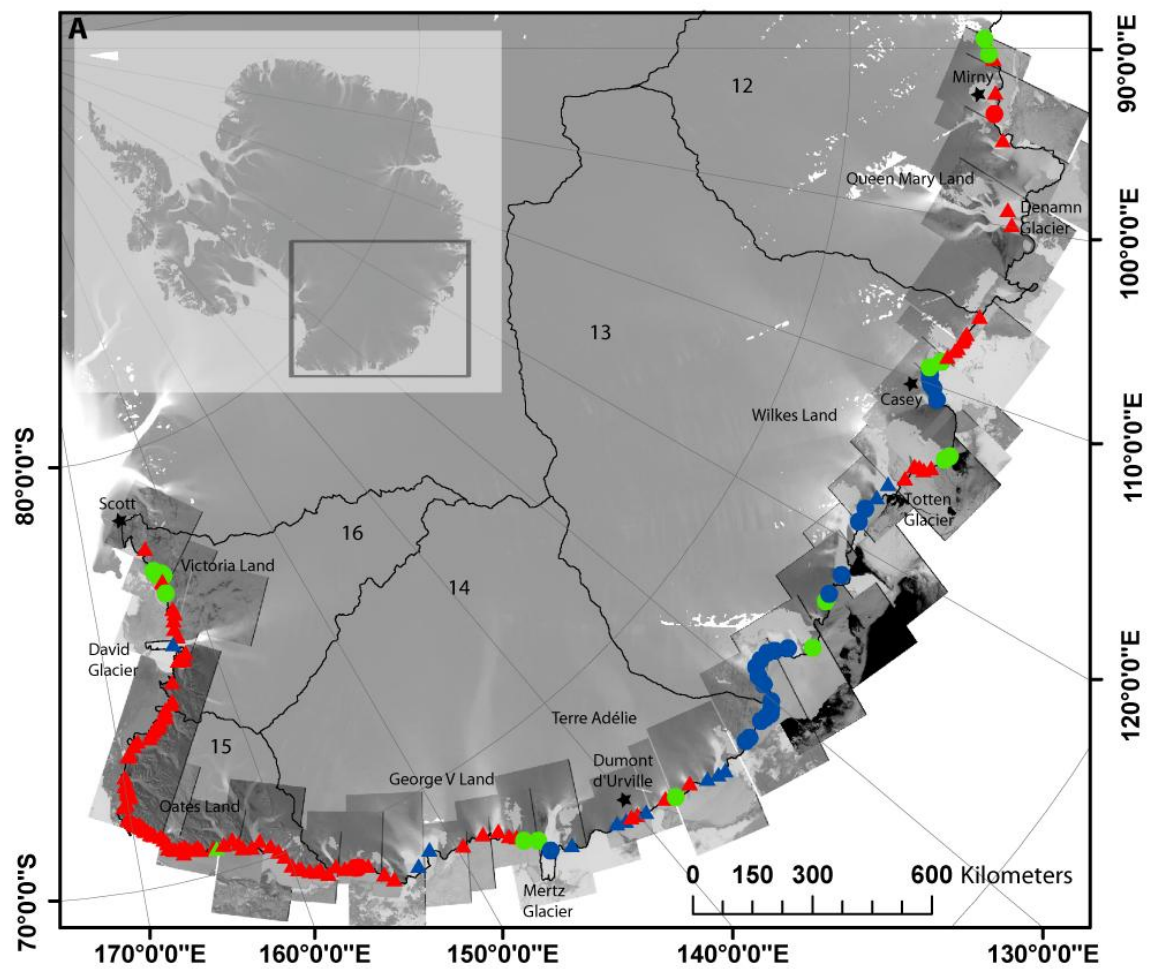 A
12
Mirny
90°0'0"E
Queen Mary Land
Denamn
Glacier
100°0'0"E
13
Casey
Wilkes Land
110°0'0"E
80°0'0"S
Scott
Totten
Glacier
16
Victoria Land
14
David
Glacier
120°0'0"E
Terre Adélie
15
Dumont
d'Urville
George V Land
Oates Land
70°0'0"S
0 150 300 600 Kilometers
Mertz
Glacier
170°0'0"E 160°0'0"E 150°0'0"E 140°0'0"E 130°0'0"E